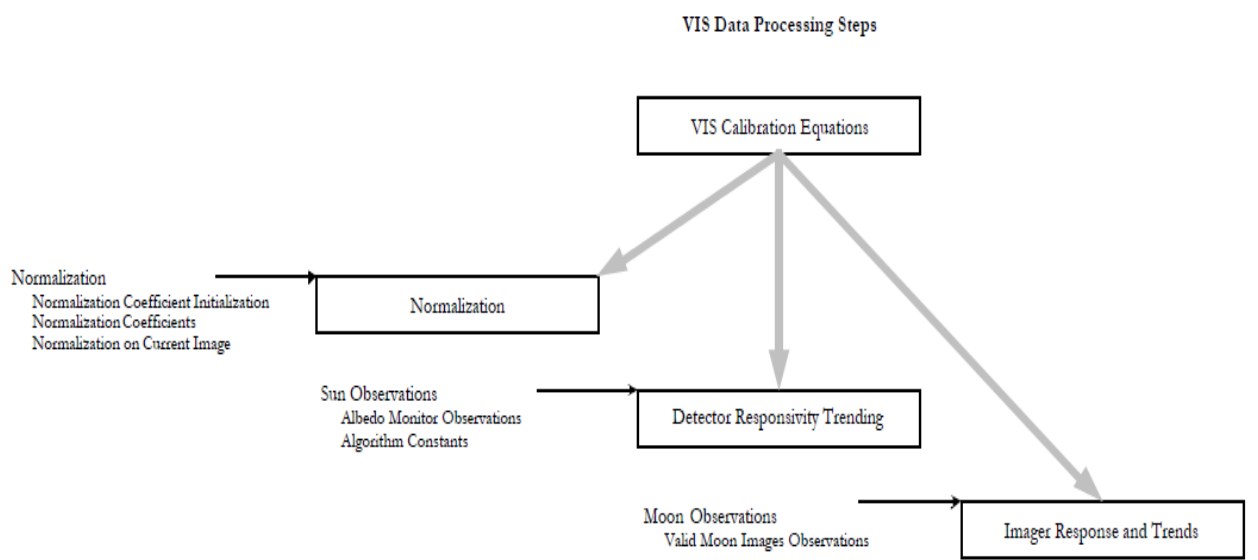 VIS Data Processing Steps
VIS Calibration Equations
Normalization
Normalization Coefficient Initialization
Normalization Coefficients
Normalization on Current Image
Normalization
Sun Observations
Albedo Monitor Observations
Algorithm Constants
Detector Responsivity Trending
Moon Observations
Valid Moon Images Observations
Imager Response and Trends